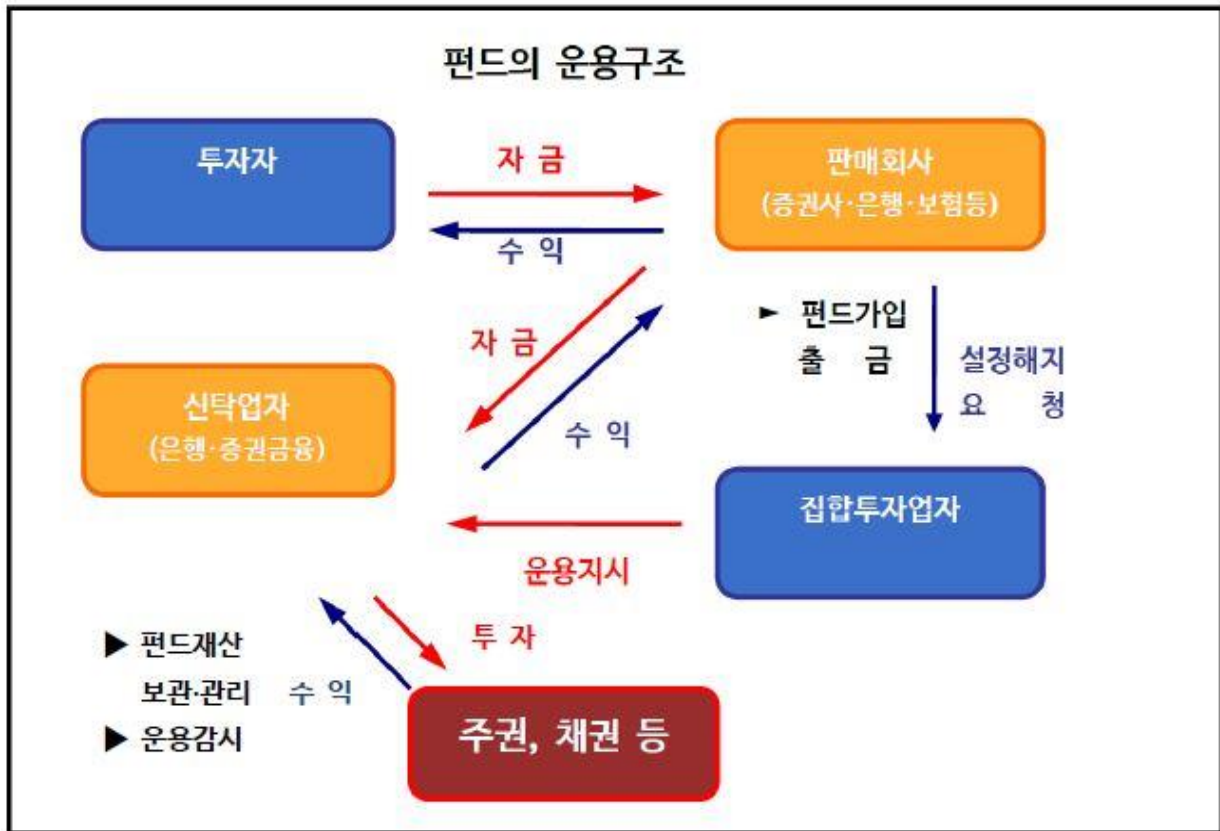 펀드의 운용구조
투자자
자 금
판매회사
(증권사·은행·보험등)
수 익
► 펀드가입
출 금
설정해지
요 청
자 금
신탁업자
(은행·증권금융)
수 익
집합투자업자
운용지시
투 자
▶ 펀드재산
보관·관리
수 익
▶ 운용감시
주권, 채권 등